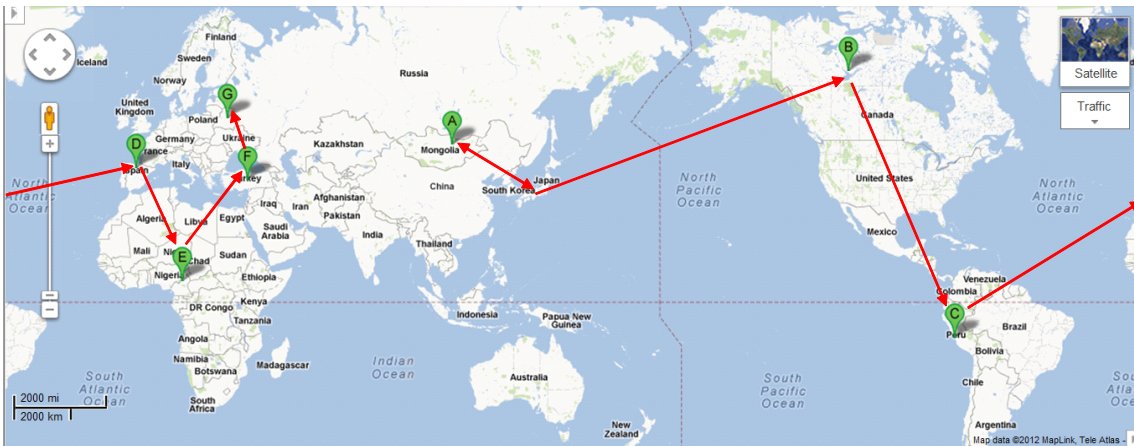 Finland
Iceland
Sweden
Norway
Russia
United
Kingdom
Poland
Germany
Ukraine
France
Italy
Spain
Turkey
Kazakhstan
Mongolia
China
Japan
South Korea
Iraq
Iran
Afghanistan
Pakistan
Algeria
Libya
Egypt
Saudi
Arabia
India
Thailand
Mali
Niger
Chad
Sudan
Nigeria
Ethiopia
DR Congo
Kenya
Tanzania
Angola
Namibia
Botswana
Madagascar
South
Africa
Indonesia
Papua New
Guinea
Australia
New
Zealand
Indian
Ocean
North
Atlantic
Ocean
South
Atlantic
Ocean
North
Pacific
Ocean
South
Pacific
Ocean
Canada
United States
Mexico
North
Atlantic
Ocean
Venezuela
Colombia
Peru
Brazil
Bolivia
Chile
Argentina
A
B
C
D
E
F
G
Satellite
Traffic
2000 mi
2000 km
Map data ©2012 MapLink, Tele Atlas -